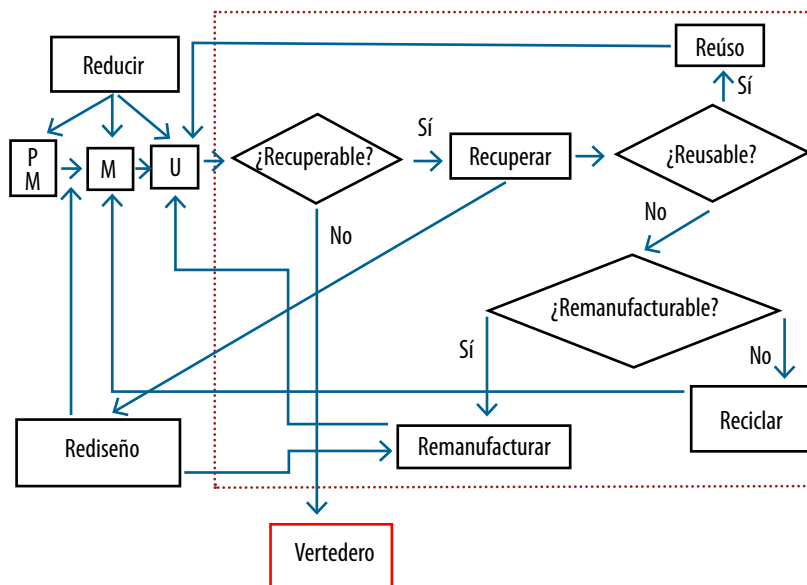 Reducir
Reúso
Sí
P
M
M
U
¿Recuperable?
Sí
Recuperar
¿Reusable?
No
No
¿Remanufacturable?
Sí
No
Rediseño
Remanufacturar
Reciclar
Vertedero